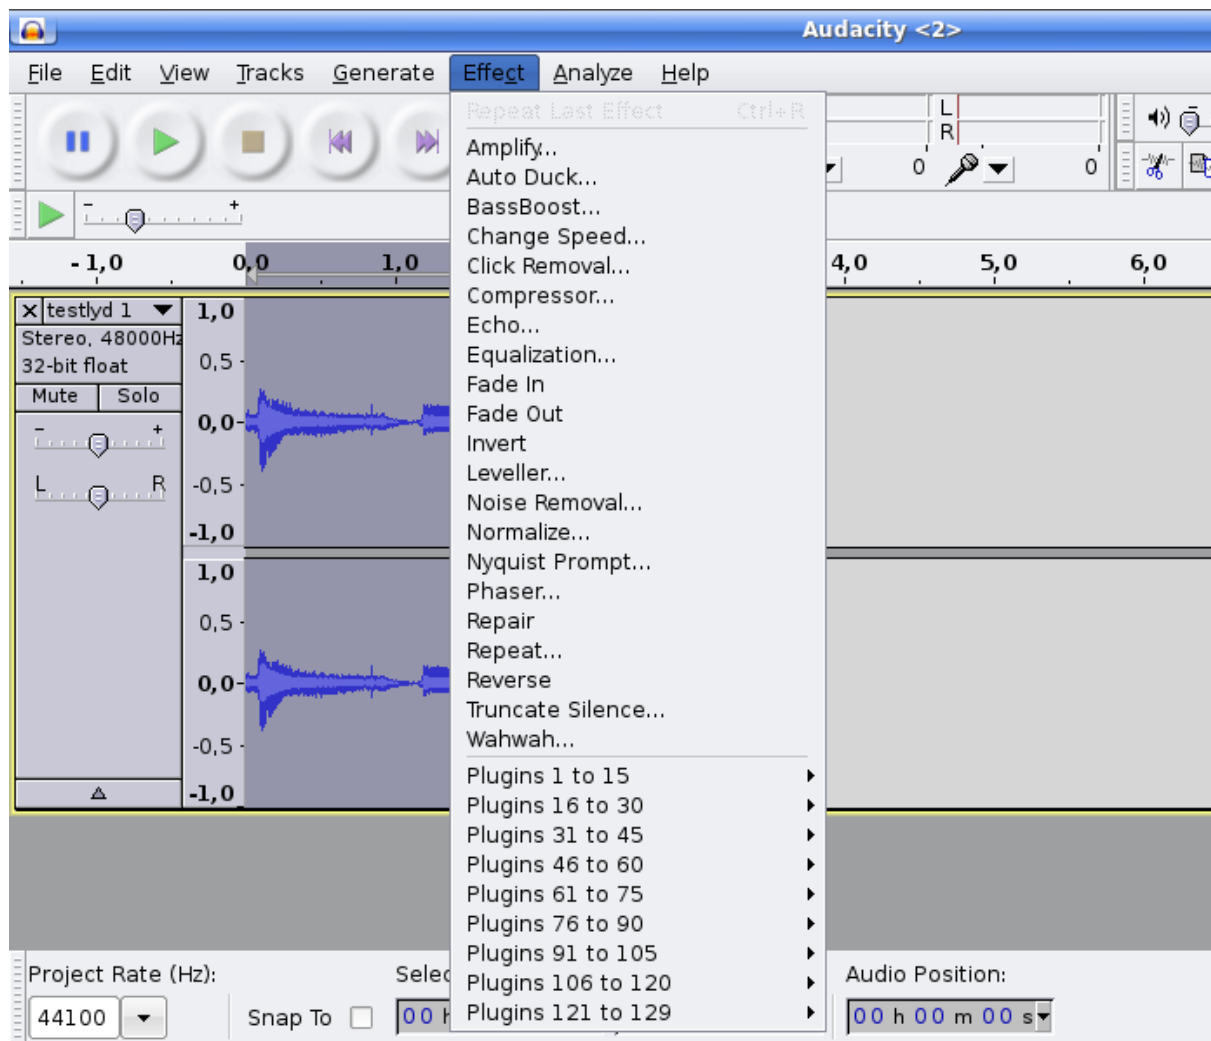 Audacity <2>
File Edit View Tracks Generate Effect Analyze Help
Repeat Last Effect Ctrl+R
L
R
0 0
Amplify...
Auto Duck...
BassBoost...
Change Speed...
Click Removal...
Compressor...
Echo...
Equalization...
Fade In
Fade Out
Invert
Leveller...
Noise Removal...
Normalize...
Nyquist Prompt...
Phaser...
Repair
Repeat...
Reverse
Truncate Silence...
Wahwah...
Plugins 1 to 15
Plugins 16 to 30
Plugins 31 to 45
Plugins 46 to 60
Plugins 61 to 75
Plugins 76 to 90
Plugins 91 to 105
Plugins 106 to 120
Plugins 121 to 129
- +
-1,0 0,0 1,0 4,0 5,0 6,0
X testlyd 1
Stereo, 48000Hz
32-bit float
Mute Solo
- +
L R
1,0
0,5
0,0
-0,5
-1,0
1,0
0,5
0,0
-0,5
-1,0
Project Rate (Hz):
44100
Snap To
00 h
Audio Position:
00 h 00 m 00 s